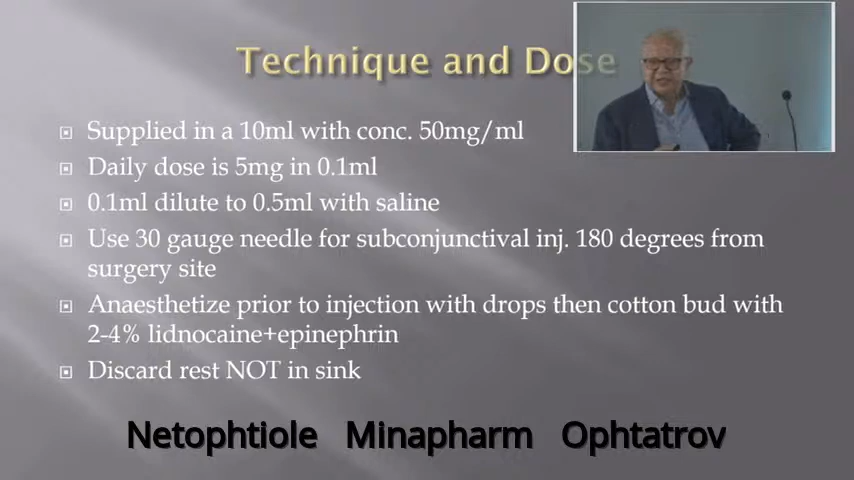 Technique and Dose
Supplied in a 10ml with conc. 50mg/ml
Daily dose is 5mg in 0.1ml
0.1ml dilute to 0.5ml with saline
Use 30 gauge needle for subconjunctival inj. 180 degrees from
surgery site
Anaesthetize prior to injection with drops then cotton bud with
2-4% lidnocaine+epinephrin
Discard rest NOT in sink
Netophtiole Minapharm Ophtatrov